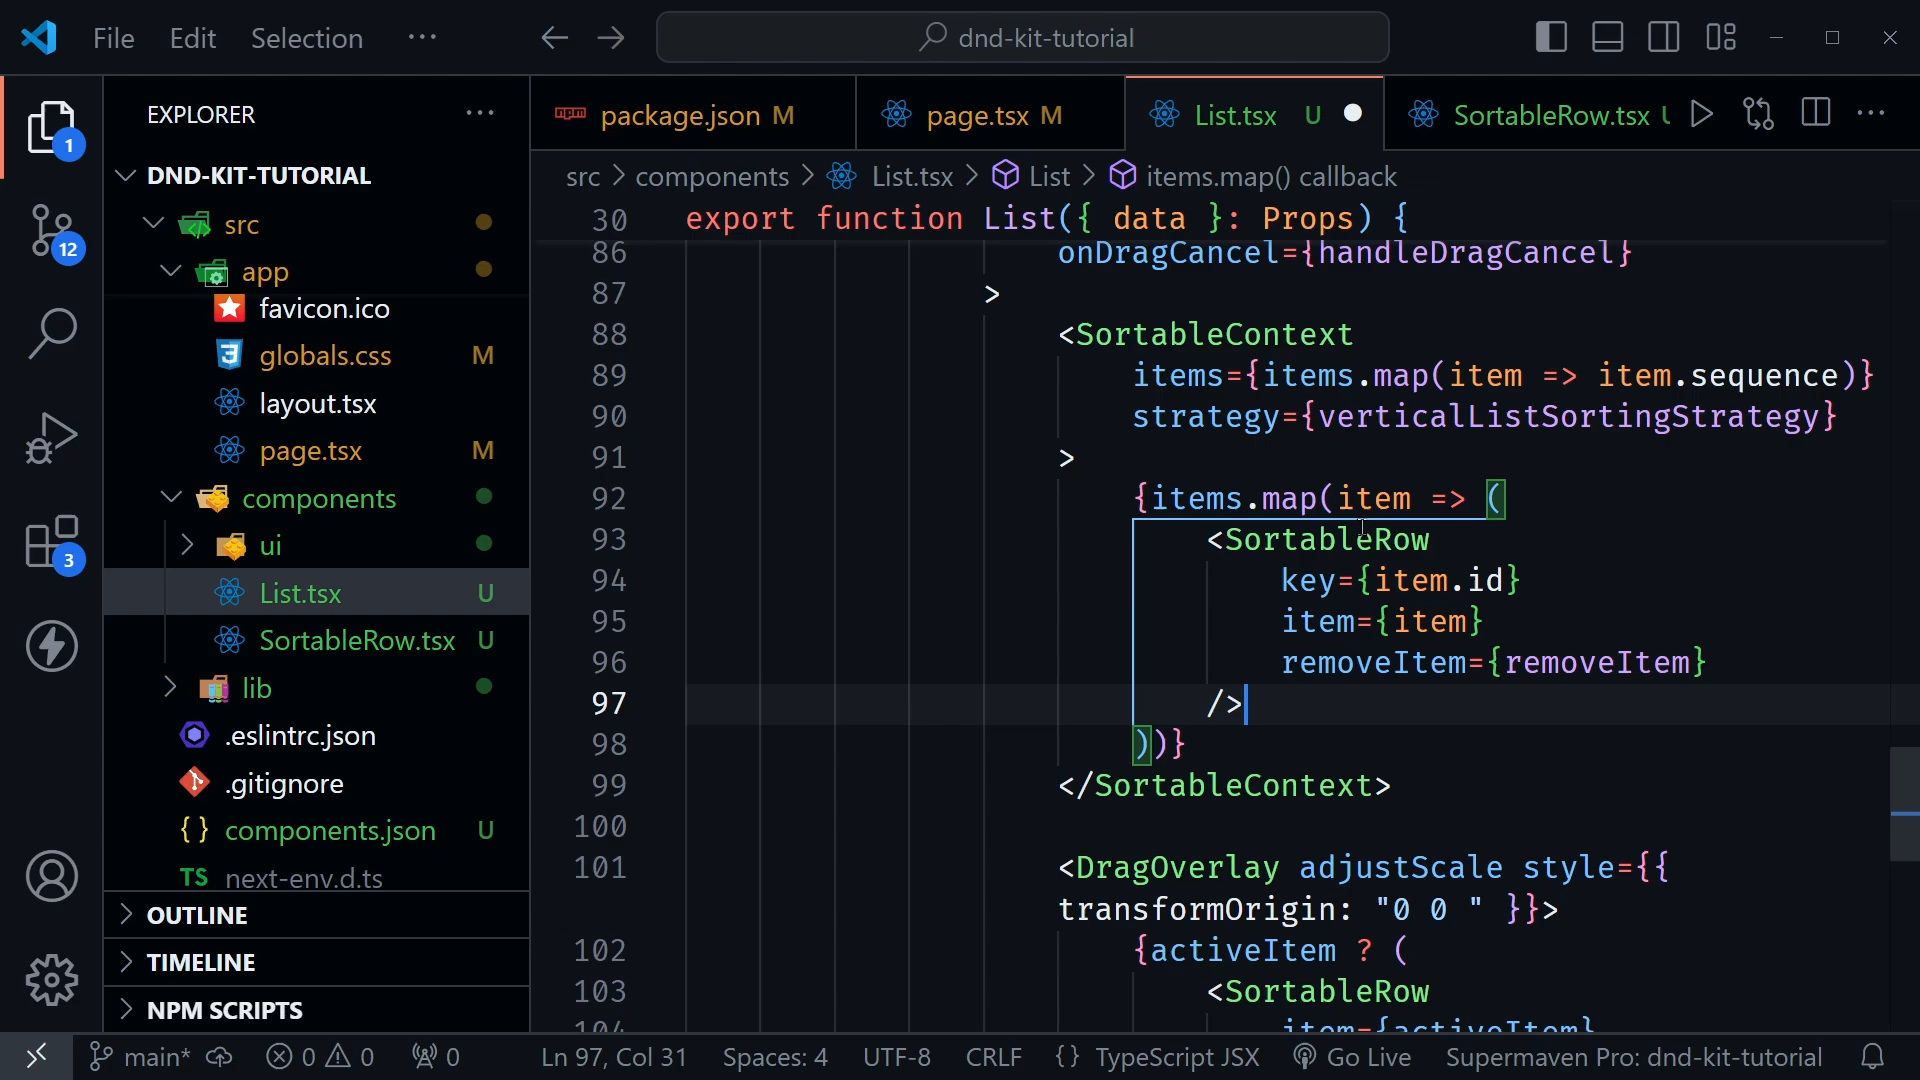 File Edit Selection ···
dnd-kit-tutorial
EXPLORER ···
1
DND-KIT-TUTORIAL
src
12
app
favicon.ico
globals.css M
layout.tsx
page.tsx M
components
ui
3
List.tsx U
SortableRow.tsx U
lib
.eslintrc.json
.gitignore
{ } components.json U
TS next-env.d.ts
OUTLINE
TIMELINE
NPM SCRIPTS
package.json M
page.tsx M
List.tsx U
SortableRow.tsx U
src > components > List.tsx > List > items.map() callback
30 export function List({ data }: Props) {
86 onDragCancel={handleDragCancel}
87 >
88 <SortableContext
89 items={items.map(item => item.sequence)}
90 strategy={verticalListSortingStrategy}
91 >
92 {items.map(item => (
93 <SortableRow
94 key={item.id}
95 item={item}
96 removeItem={removeItem}
97 />
98 ))}
99 </SortableContext>
100
101 <DragOverlay adjustScale style={{
transformOrigin: "0 0 " }}>
102 {activeItem ? (
103 <SortableRow
104 item={activeItem}
main* 0 0 0 Ln 97, Col 31 Spaces: 4 UTF-8 CRLF {} TypeScript JSX Go Live Supermaven Pro: dnd-kit-tutorial